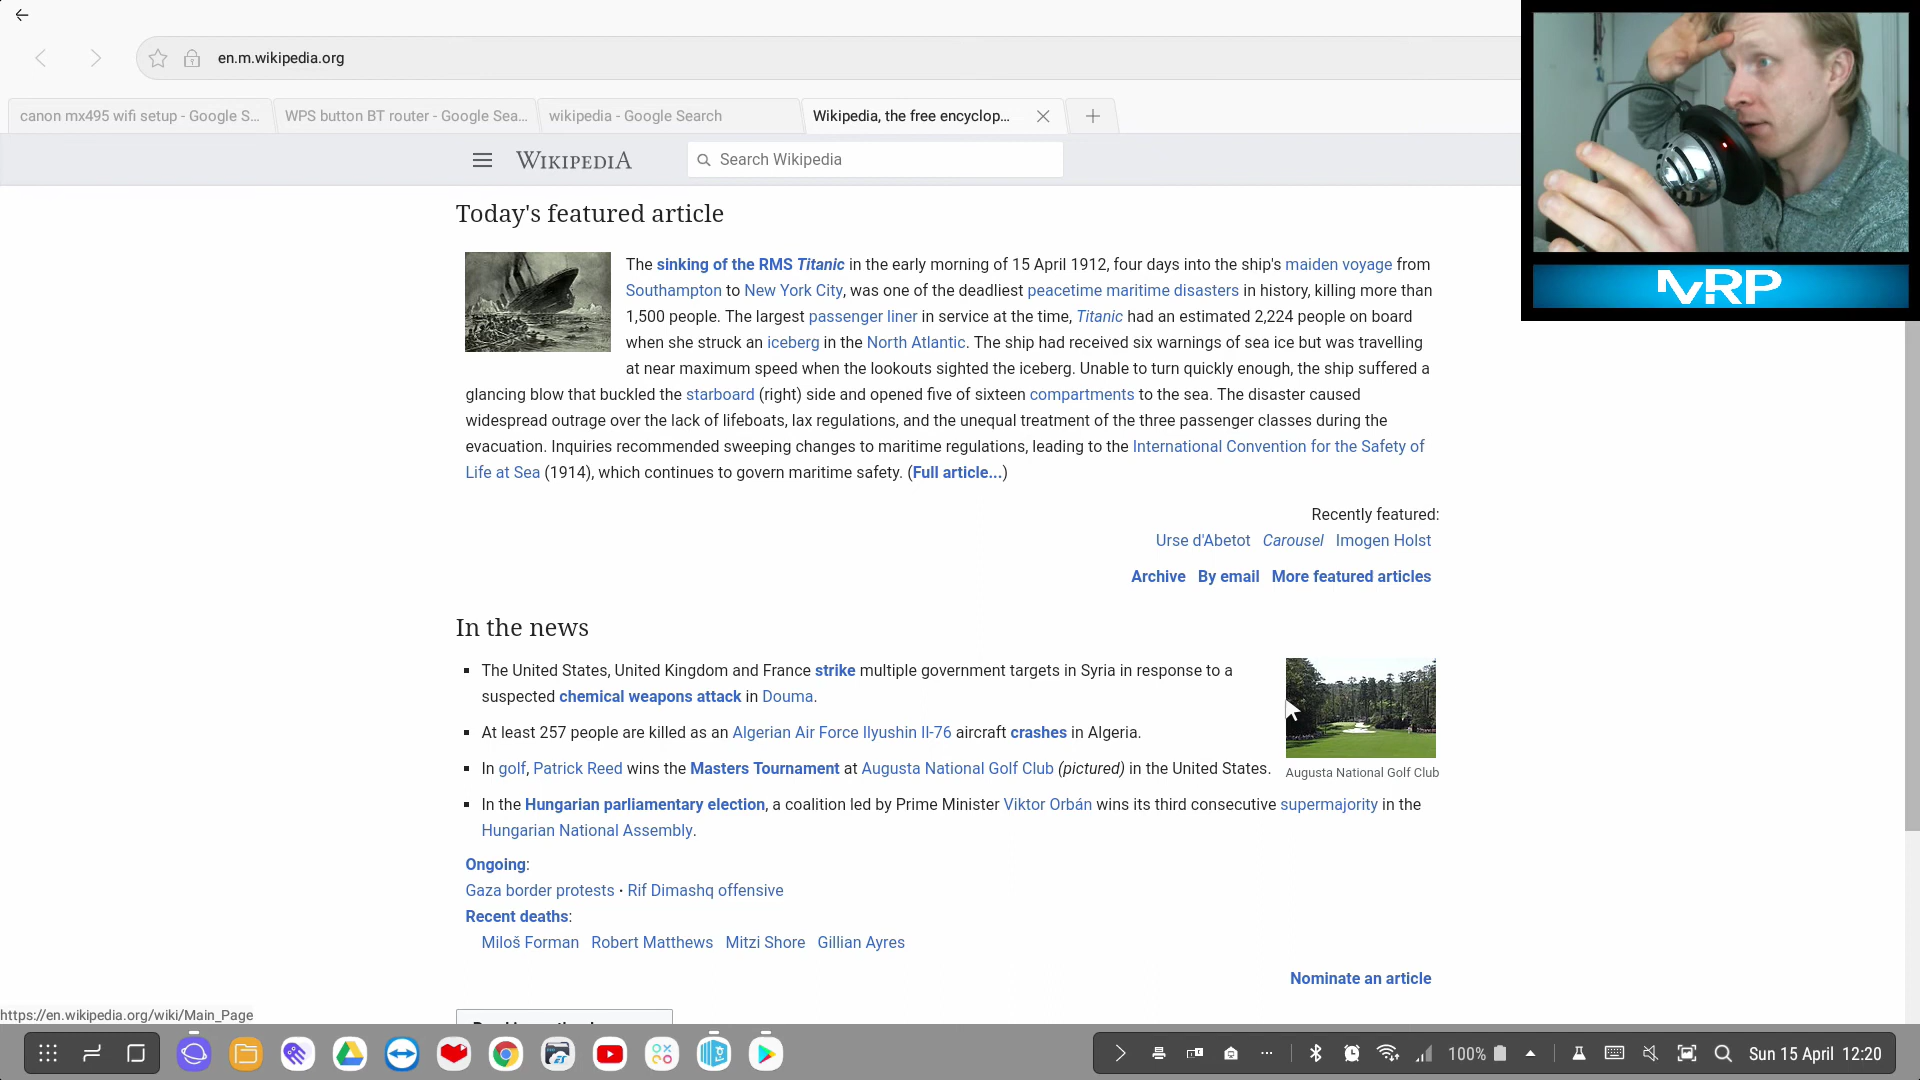 en.m.wikipedia.org
canon mx495 wifi setup - Google S...
WPS button BT router - Google Sea...
wikipedia - Google Search
Wikipedia, the free encyclop...
WIKIPEDIA
Search Wikipedia
MRP
Today's featured article
The sinking of the RMS Titanic in the early morning of 15 April 1912, four days into the ship's maiden voyage from
Southampton to New York City, was one of the deadliest peacetime maritime disasters in history, killing more than
1,500 people. The largest passenger liner in service at the time, Titanic had an estimated 2,224 people on board
when she struck an iceberg in the North Atlantic. The ship had received six warnings of sea ice but was travelling
at near maximum speed when the lookouts sighted the iceberg. Unable to turn quickly enough, the ship suffered a
glancing blow that buckled the starboard (right) side and opened five of sixteen compartments to the sea. The disaster caused
widespread outrage over the lack of lifeboats, lax regulations, and the unequal treatment of the three passenger classes during the
evacuation. Inquiries recommended sweeping changes to maritime regulations, leading to the International Convention for the Safety of
Life at Sea (1914), which continues to govern maritime safety. (Full article...)
Recently featured:
Urse d'Abetot Carousel Imogen Holst
Archive By email More featured articles
In the news
The United States, United Kingdom and France strike multiple government targets in Syria in response to a
suspected chemical weapons attack in Douma.
At least 257 people are killed as an Algerian Air Force Ilyushin Il-76 aircraft crashes in Algeria.
In golf, Patrick Reed wins the Masters Tournament at Augusta National Golf Club (pictured) in the United States.
Augusta National Golf Club
In the Hungarian parliamentary election, a coalition led by Prime Minister Viktor Orbán wins its third consecutive supermajority in the
Hungarian National Assembly.
Ongoing:
Gaza border protests · Rif Dimashq offensive
Recent deaths:
Miloš Forman Robert Matthews Mitzi Shore Gillian Ayres
Nominate an article
https://en.wikipedia.org/wiki/Main_Page
100%
Sun 15 April 12:20